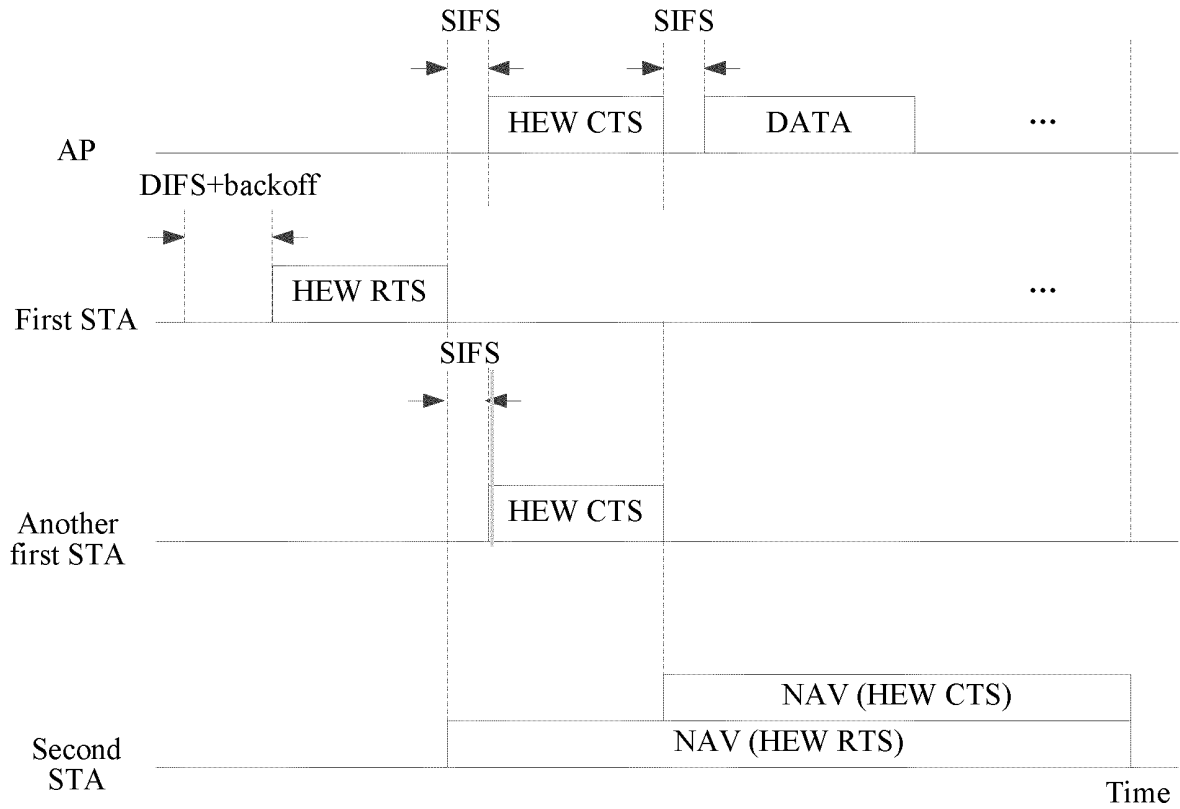 SIFS SIFS
HEW CTS DATA ...
AP
DIFS+backoff
HEW RTS ...
First STA
SIFS
HEW CTS
Another
first STA
NAV (HEW CTS)
NAV (HEW RTS)
Second
STA
Time